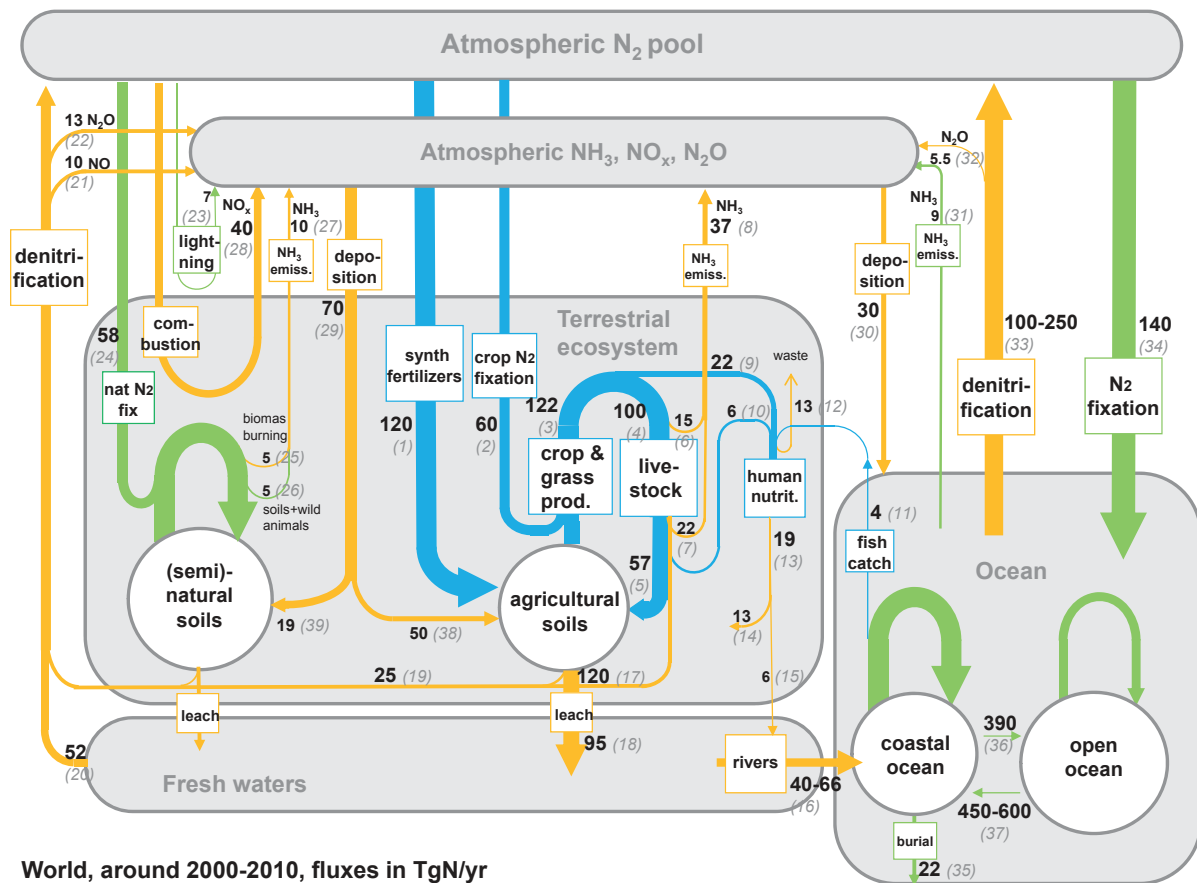 Atmospheric N2 pool
13 N2O
(22)
10 NO
(21)
Atmospheric NH3, NOx, N2O
N2O
5.5 (32)
7
(23)
NOx
40
(28)
NH3
10 (27)
NH3
37 (8)
NH3
9 (31)
denitri-
fication
light-
ning
NH3
emiss.
depo-
sition
NH3
emiss.
depo-
sition
NH3
emiss.
70
(29)
30
(30)
58
(24)
com-
bustion
Terrestrial
ecosystem
synth
fertilizers
crop N2
fixation
100-250
(33)
140
(34)
nat N2
fix
22 (9)
waste
denitri-
fication
N2
fixation
120
(1)
60
(2)
122
(3)
100
(4)
15
(6)
6 (10)
13 (12)
biomas
burning
5 (25)
5 (26)
soils+wild
animals
crop &
grass
prod.
live-
stock
human
nutrit.
22
(7)
19
(13)
4 (11)
fish
catch
Ocean
57
(5)
(semi)-
natural
soils
agricultural
soils
19 (39)
50 (38)
13
(14)
25 (19)
120 (17)
6 (15)
leach
leach
52
(20)
95 (18)
Fresh waters
rivers
40-66
(16)
coastal
ocean
390
(36)
open
ocean
450-600
(37)
burial
22 (35)
World, around 2000-2010, fluxes in TgN/yr